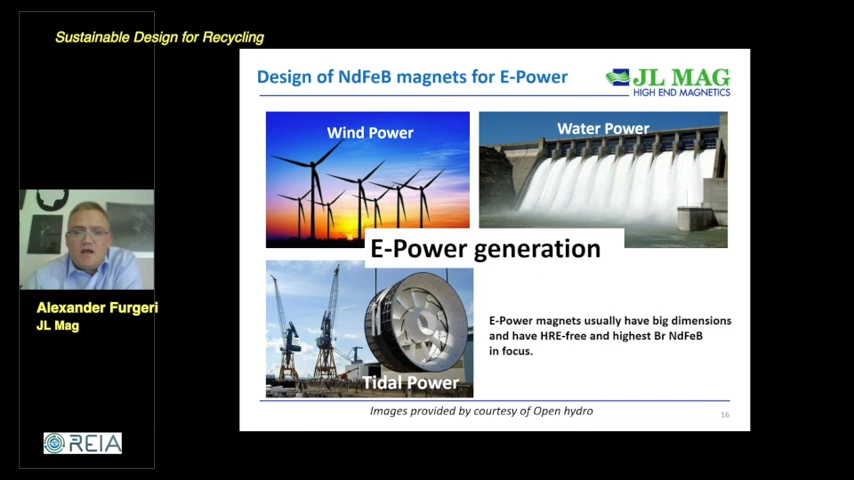 Sustainable Design for Recycling
Design of NdFeB magnets for E-Power
JL MAG
HIGH END MAGNETICS
Wind Power
Water Power
E-Power generation
Tidal Power
E-Power magnets usually have big dimensions
and have HRE-free and highest Br NdFeB
in focus.
Images provided by courtesy of Open hydro
16
Alexander Furgeri
JL Mag
REIA